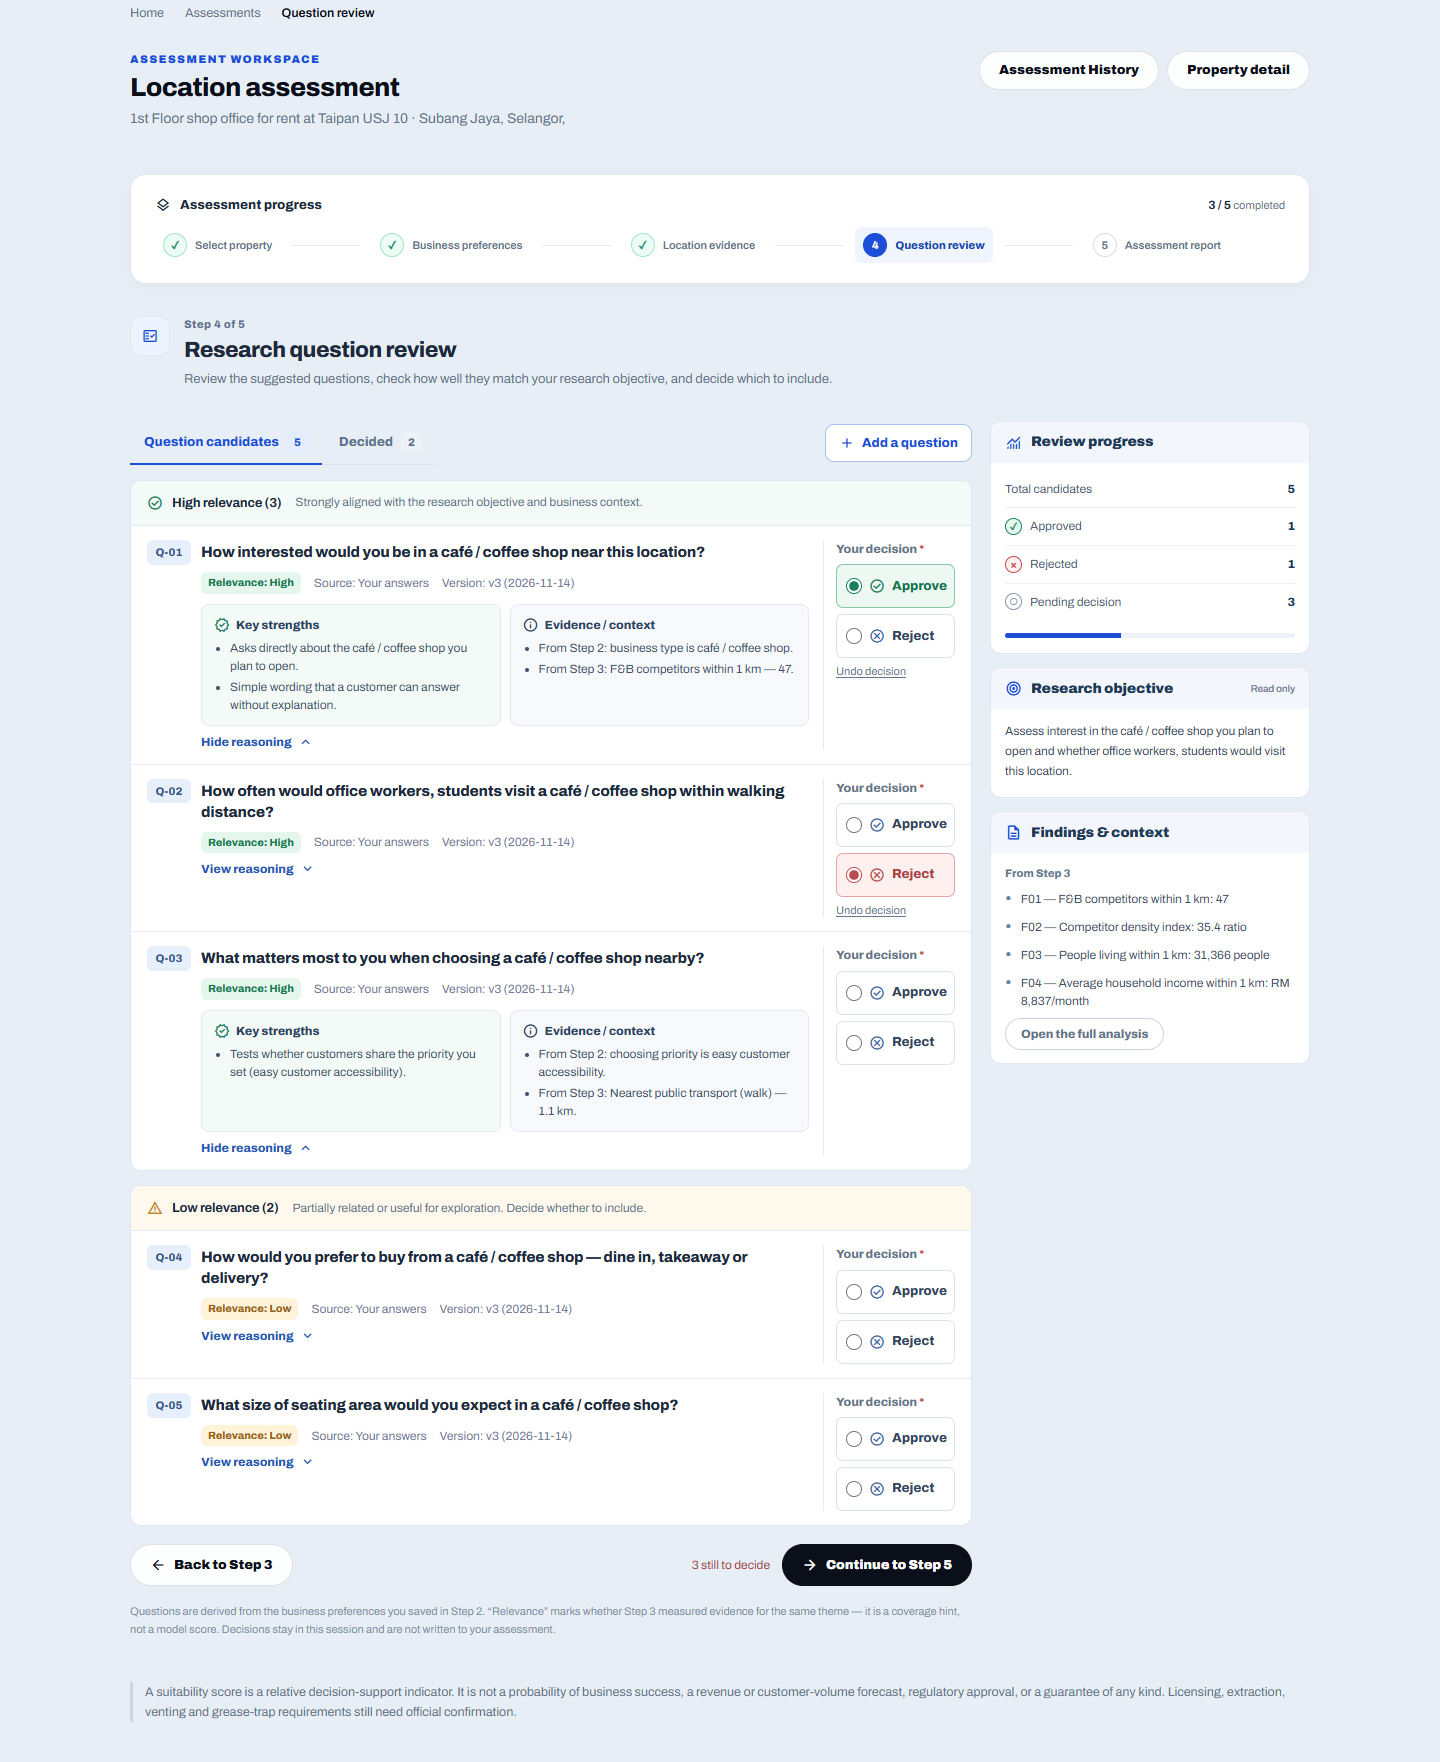 Home
Assessments
Question review
ASSESSMENT WORKSPACE
Location assessment
1st Floor shop office for rent at Taipan USJ 10 · Subang Jaya, Selangor,
Assessment History
Property detail
Assessment progress
3 / 5 completed
Select property
Business preferences
Location evidence
4 Question review
5 Assessment report
Step 4 of 5
Research question review
Review the suggested questions, check how well they match your research objective, and decide which to include.
Question candidates 5
Decided 2
Add a question
High relevance (3) Strongly aligned with the research objective and business context.
Q-01
How interested would you be in a café / coffee shop near this location?
Relevance: High Source: Your answers Version: v3 (2026-11-14)
Key strengths
Asks directly about the café / coffee shop you
plan to open.
Simple wording that a customer can answer
without explanation.
Evidence / context
From Step 2: business type is café / coffee shop.
From Step 3: F&B competitors within 1 km — 47.
Hide reasoning
Your decision *
Approve
Reject
Undo decision
Q-02
How often would office workers, students visit a café / coffee shop within walking
distance?
Relevance: High Source: Your answers Version: v3 (2026-11-14)
View reasoning
Your decision *
Approve
Reject
Undo decision
Q-03
What matters most to you when choosing a café / coffee shop nearby?
Relevance: High Source: Your answers Version: v3 (2026-11-14)
Key strengths
Tests whether customers share the priority you
set (easy customer accessibility).
Evidence / context
From Step 2: choosing priority is easy customer
accessibility.
From Step 3: Nearest public transport (walk) —
1.1 km.
Hide reasoning
Your decision *
Approve
Reject
Low relevance (2) Partially related or useful for exploration. Decide whether to include.
Q-04
How would you prefer to buy from a café / coffee shop — dine in, takeaway or
delivery?
Relevance: Low Source: Your answers Version: v3 (2026-11-14)
View reasoning
Your decision *
Approve
Reject
Q-05
What size of seating area would you expect in a café / coffee shop?
Relevance: Low Source: Your answers Version: v3 (2026-11-14)
View reasoning
Your decision *
Approve
Reject
Back to Step 3
3 still to decide
Continue to Step 5
Questions are derived from the business preferences you saved in Step 2. “Relevance” marks whether Step 3 measured evidence for the same theme — it is a coverage hint,
not a model score. Decisions stay in this session and are not written to your assessment.
Review progress
Total candidates 5
Approved 1
Rejected 1
Pending decision 3
Research objective
Read only
Assess interest in the café / coffee shop you plan to
open and whether office workers, students would visit
this location.
Findings & context
From Step 3
F01 — F&B competitors within 1 km: 47
F02 — Competitor density index: 35.4 ratio
F03 — People living within 1 km: 31,366 people
F04 — Average household income within 1 km: RM
8,837/month
Open the full analysis
A suitability score is a relative decision-support indicator. It is not a probability of business success, a revenue or customer-volume forecast, regulatory approval, or a guarantee of any kind. Licensing, extraction,
venting and grease-trap requirements still need official confirmation.